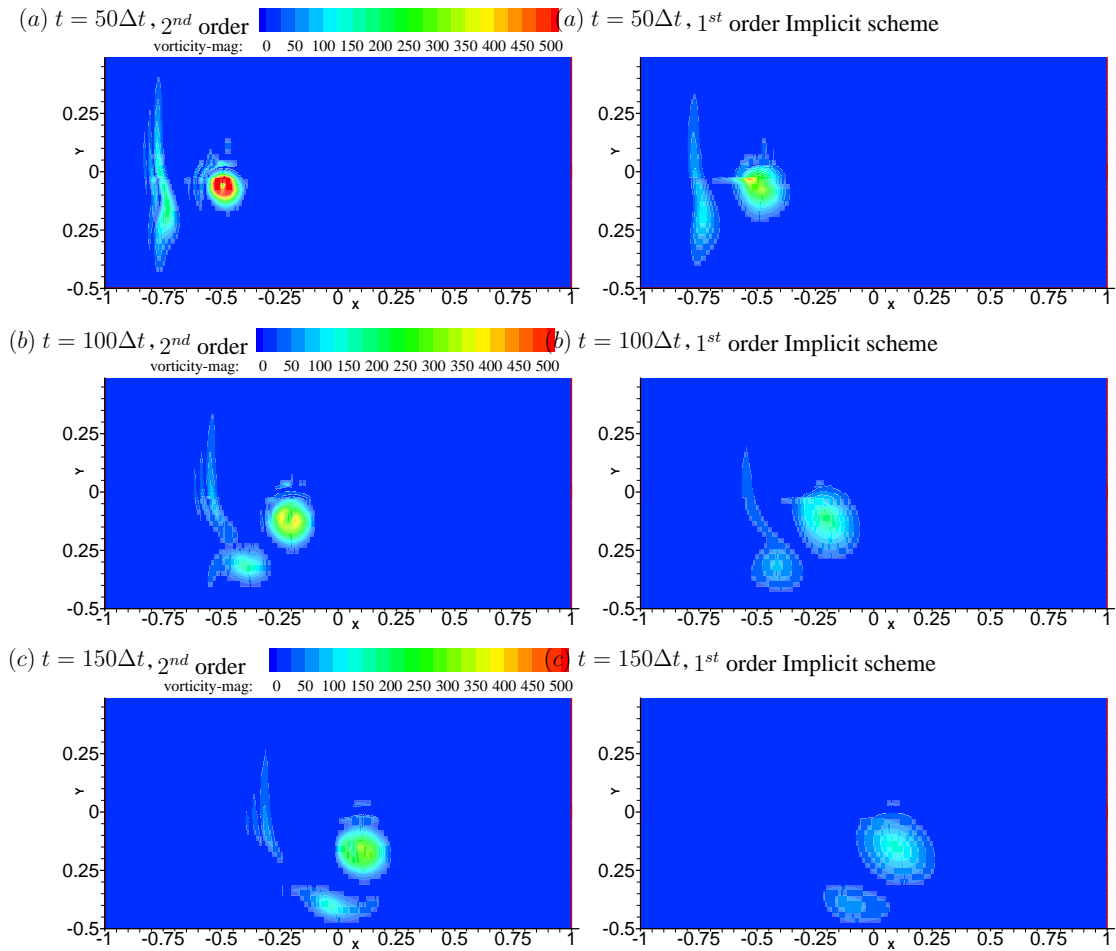 (a) t = 50Δt, 2nd order
vorticity-mag: 0 50 100 150 200 250 300 350 400 450 500
(a) t = 50Δt, 1st order Implicit scheme
0.25
0
0.25
-0.5
Y
-1 -0.75 -0.5 -0.25 0 0.25 0.5 0.75 1
X
0.25
0
0.25
-0.5
Y
-1 -0.75 -0.5 -0.25 0 0.25 0.5 0.75 1
X
(b) t = 100Δt, 2nd order
vorticity-mag: 0 50 100 150 200 250 300 350 400 450 500
(b) t = 100Δt, 1st order Implicit scheme
0.25
0
0.25
-0.5
Y
-1 -0.75 -0.5 -0.25 0 0.25 0.5 0.75 1
X
0.25
0
0.25
-0.5
Y
-1 -0.75 -0.5 -0.25 0 0.25 0.5 0.75 1
X
(c) t = 150Δt, 2nd order
vorticity-mag: 0 50 100 150 200 250 300 350 400 450 500
(c) t = 150Δt, 1st order Implicit scheme
0.25
0
0.25
-0.5
Y
-1 -0.75 -0.5 -0.25 0 0.25 0.5 0.75 1
X
0.25
0
0.25
-0.5
Y
-1 -0.75 -0.5 -0.25 0 0.25 0.5 0.75 1
X